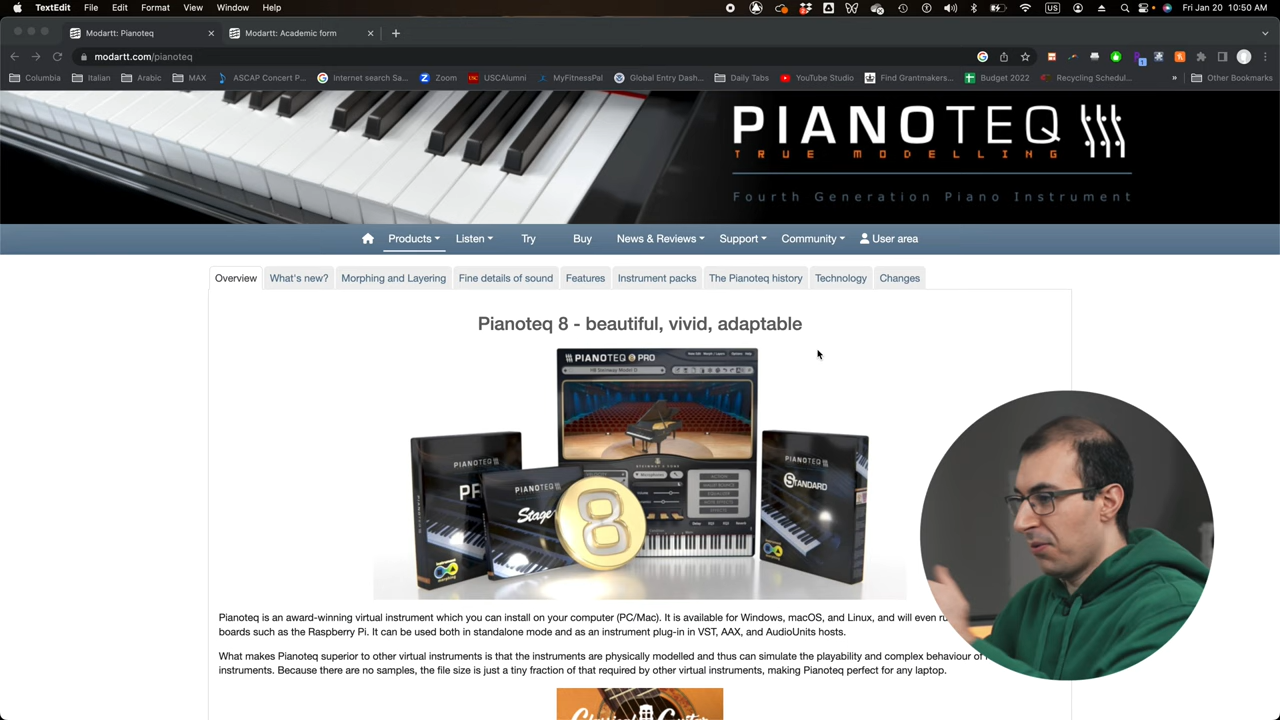 TextEdit File Edit View Window Help US Fri Jan 20 10:50 AM
Modartt: Pianoteq Modartt: Academic form
modartt.com/pianoteq
Columbia Italian Arabic MAX ASCAP Concert P... Internet search Sa... Zoom USCAlumni MyFitnessPal Global Entry Dash... Daily Tabs YouTube Studio Find Grantmakers... Budget 2022 Recycling Schedul... » Other Bookmarks
PIANOTEQ
TRUE MODELLING
Fourth Generation Piano Instrument
Products Listen Try Buy News & Reviews Support Community User area
Overview What's new? Morphing and Layering Fine details of sound Features Instrument packs The Pianoteq history Technology Changes
Pianoteq 8 - beautiful, vivid, adaptable
PIANOTEQ PRO
PIANOTEQ
PIANOTEQ
Stage
8
PIANOTEQ
STANDARD
Pianoteq is an award-winning virtual instrument which you can install on your computer (PC/Mac). It is available for Windows, macOS, and Linux, and will even
boards such as the Raspberry Pi. It can be used both in standalone mode and as an instrument plug-in in VST, AAX, and AudioUnits hosts.
What makes Pianoteq superior to other virtual instruments is that the instruments are physically modelled and thus can simulate the playability and complex behaviour of
instruments. Because there are no samples, the file size is just a tiny fraction of that required by other virtual instruments, making Pianoteq perfect for any laptop.
Classical Guitar